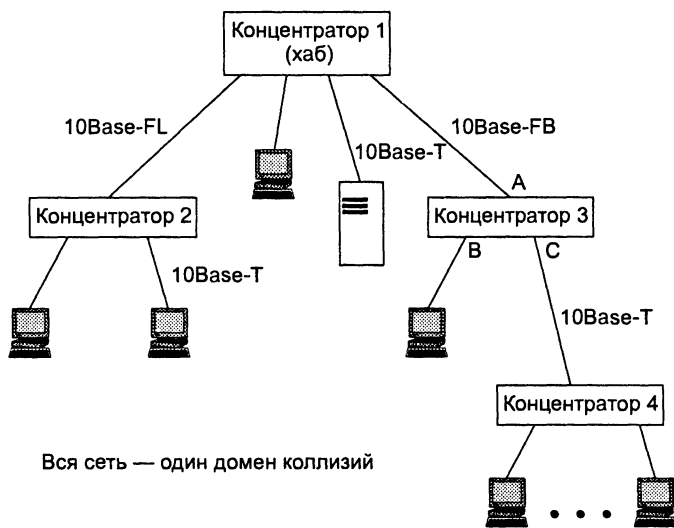 Концентратор 1
(хаб)
10Base-FL
10Base-FB
10Base-T
A
Концентратор 2
Концентратор 3
B
C
10Base-T
10Base-T
Концентратор 4
Вся сеть — один домен коллизий